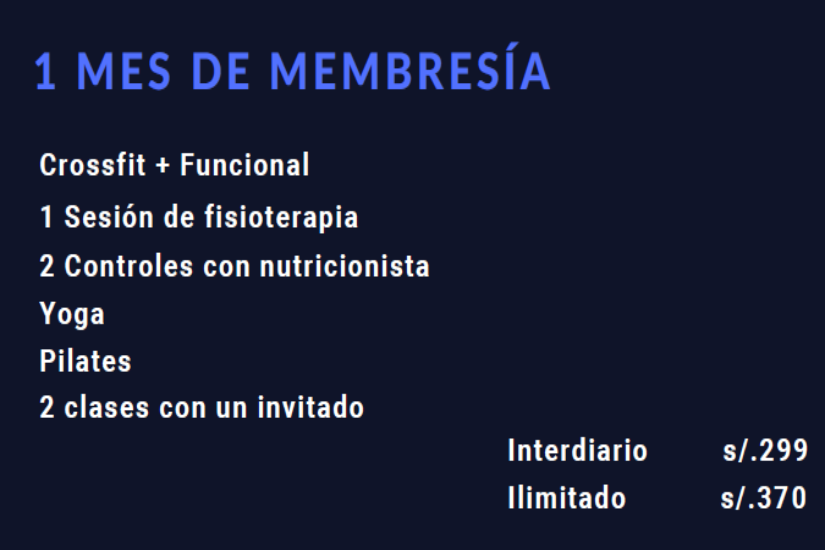 1 MES DE MEMBRESÍA
Crossfit + Funcional
1 Sesión de fisioterapia
2 Controles con nutricionista
Yoga
Pilates
2 clases con un invitado
Interdiario s/.299
Ilimitado s/.370